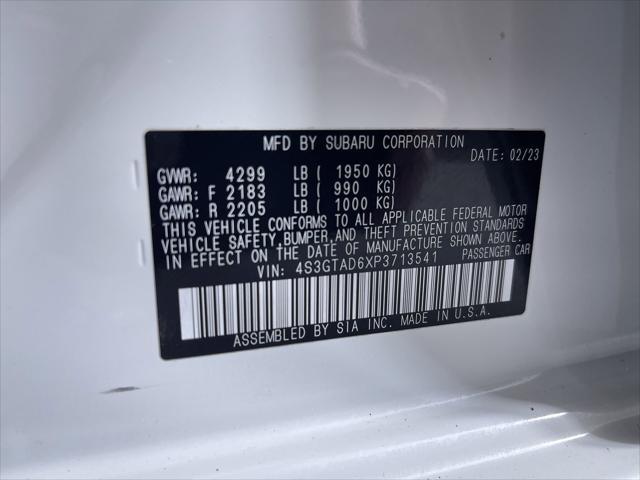 MFD BY SUBARU CORPORATION
DATE: 02/23
GVWR: 4299 LB ( 1950 KG)
GAWR: F 2183 LB ( 990 KG)
GAWR: R 2205 LB ( 1000 KG)
THIS VEHICLE CONFORMS TO ALL APPLICABLE FEDERAL MOTOR
VEHICLE SAFETY,BUMPER,AND THEFT PREVENTION STANDARDS
IN EFFECT ON THE DATE OF MANUFACTURE SHOWN ABOVE.
VIN: 4S3GTAD6XP3713541 PASSENGER CAR
ASSEMBLED BY SIA INC. MADE IN U.S.A.